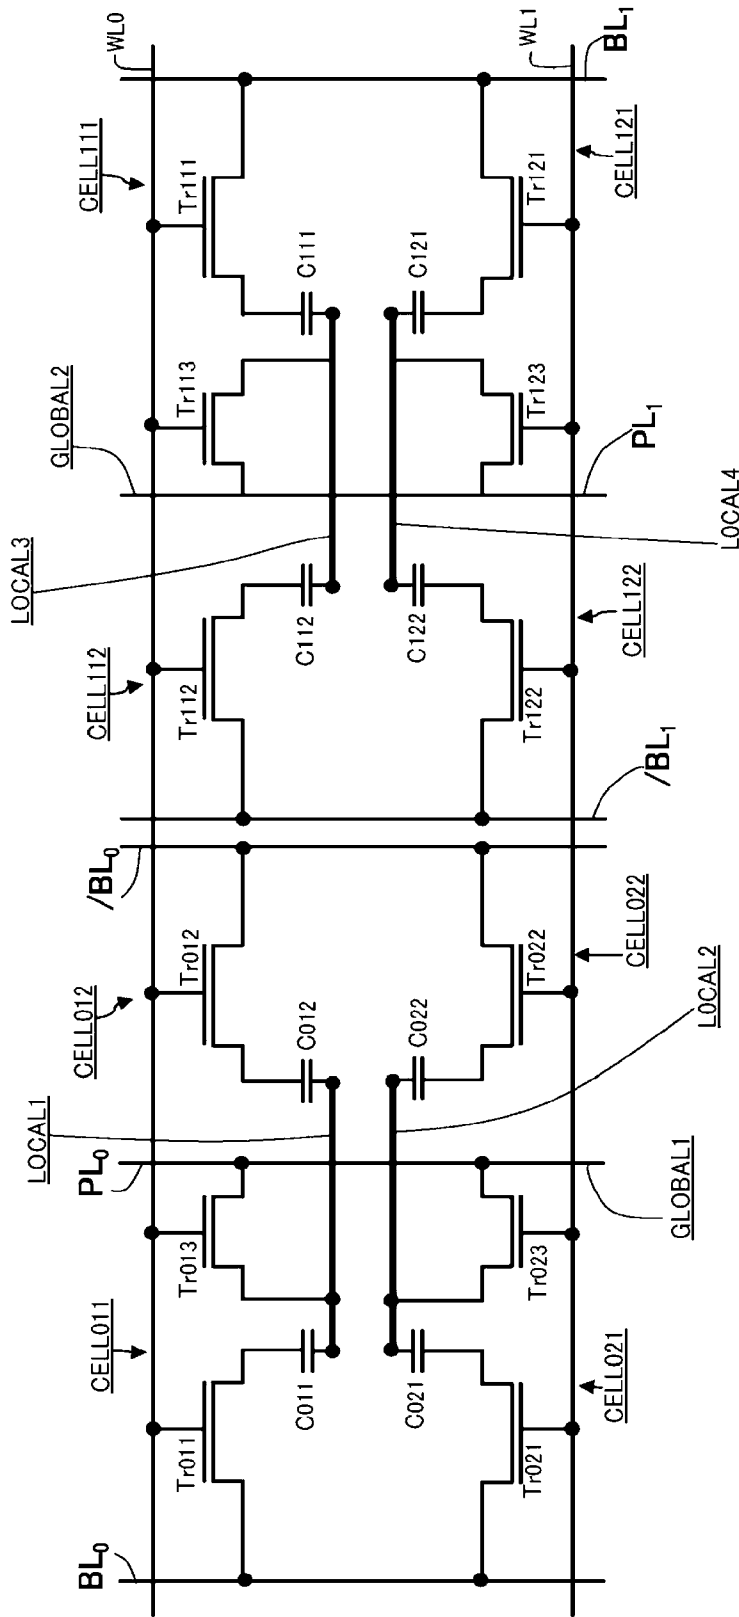 WL0
WL1
BL1
CELL111
Tr111
C111
C121
Tr121
CELL121
GLOBAL2
Tr113
Tr123
PL1
LOCAL3
LOCAL4
CELL112
Tr112
C112
C122
Tr122
CELL122
/BL1
/BL0
CELL012
Tr012
C012
C022
Tr022
CELL022
LOCAL1
LOCAL2
PL0
Tr013
Tr023
GLOBAL1
CELL011
Tr011
C011
C021
Tr021
CELL021
BL0